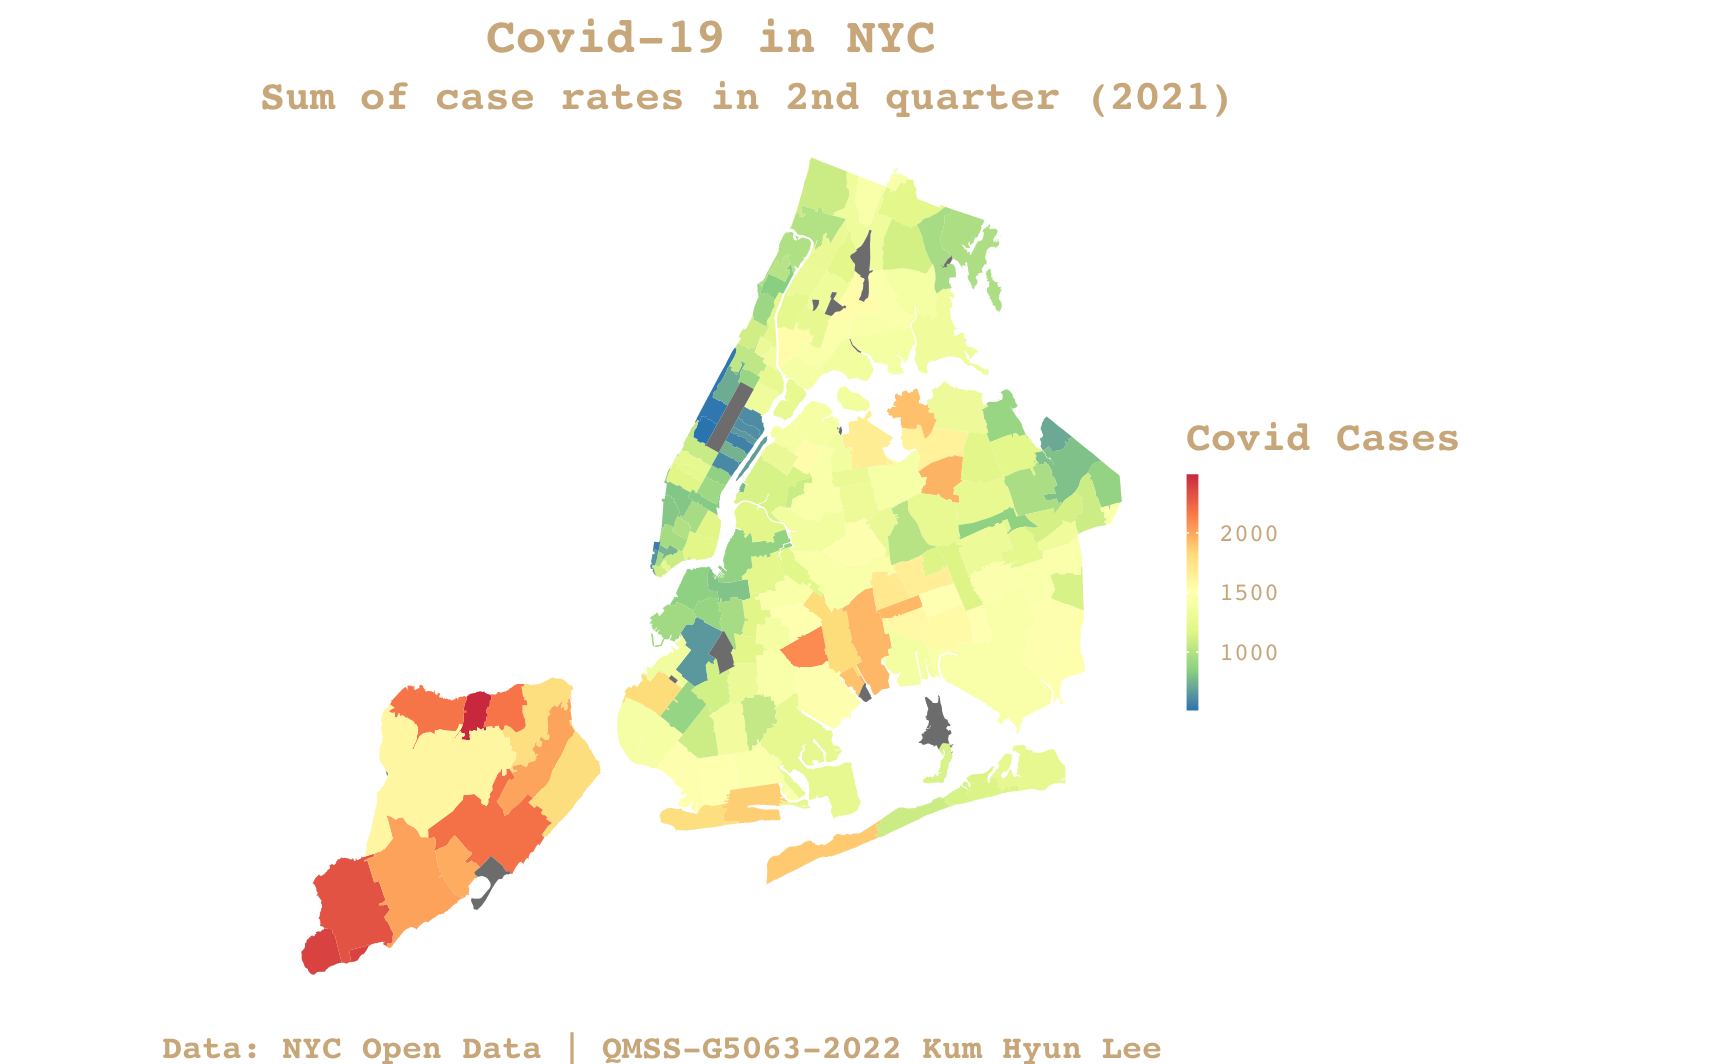 Covid-19 in NYC
Sum of case rates in 2nd quarter (2021)
Covid Cases
2000
1500
1000
Data: NYC Open Data | QMSS-G5063-2022 Kum Hyun Lee